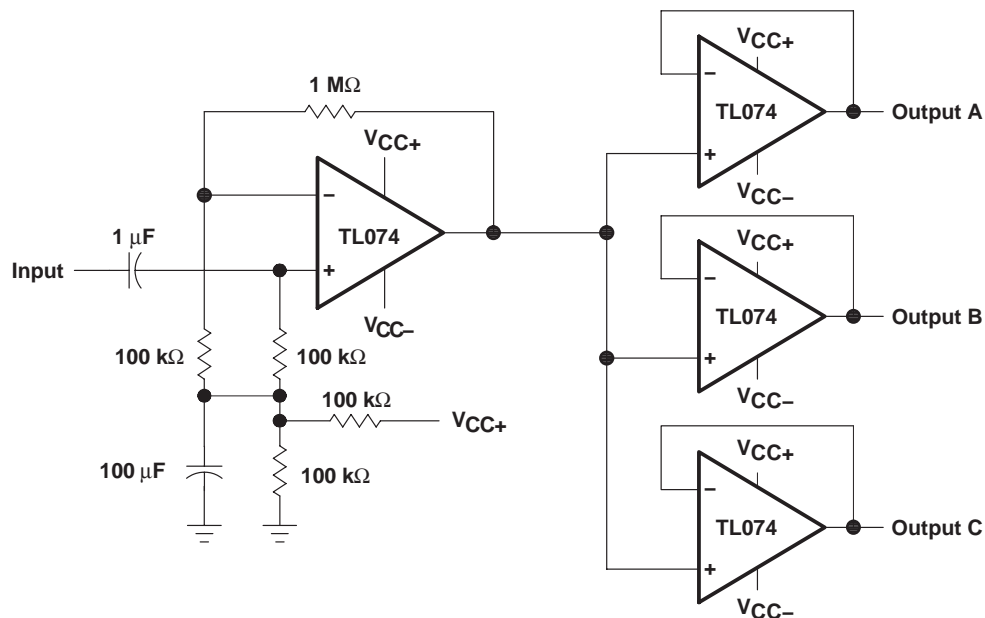 1 MΩ
VCC+
−
TL074
+
VCC−
1 μF
Input
100 kΩ
100 kΩ
100 kΩ
VCC+
100 μF
100 kΩ
VCC+
−
TL074
+
VCC−
Output A
VCC+
−
TL074
+
VCC−
Output B
VCC+
−
TL074
+
VCC−
Output C